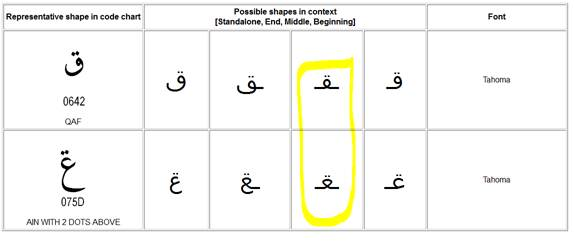 Representative shape in code chart
Possible shapes in context
[Standalone, End, Middle, Beginning]
Font
ق ق ـق ـقـ قـ Tahoma
0642
QAF
ݝ ݝ ـݝ ـݝـ ݝـ Tahoma
075D
AIN WITH 2 DOTS ABOVE